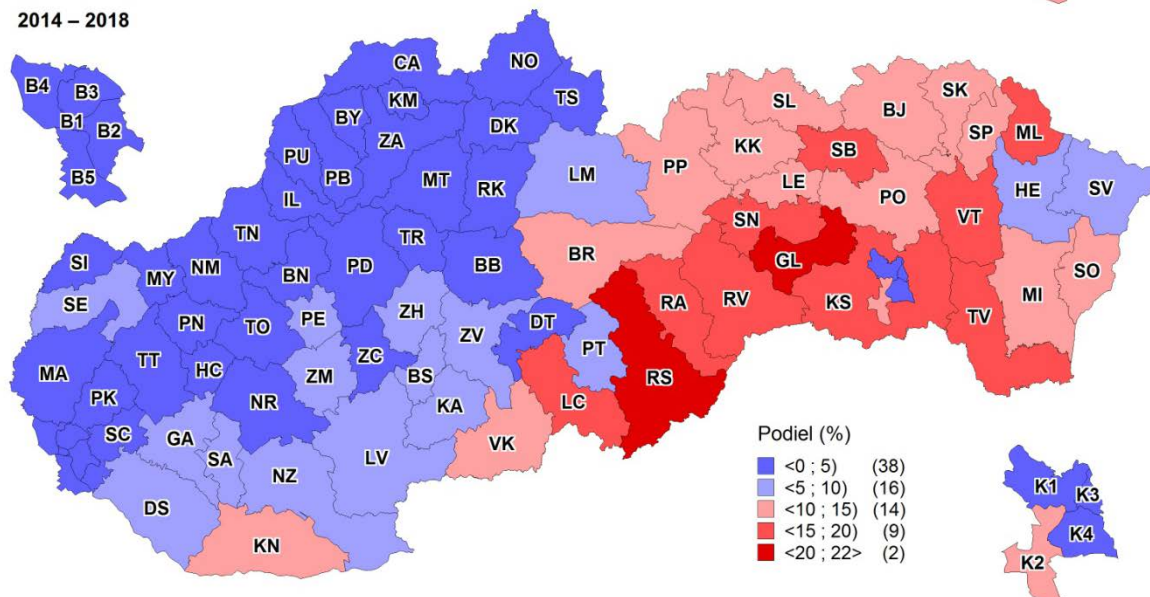 2014 – 2018
B4
B3
B1
B2
B5
CA
NO
KM
TS
BY
ZA
DK
PU
PB
MT
RK
IL
LM
TN
TR
BB
PD
BN
SI
MY
NM
SE
PN
TO
PE
ZH
ZV
DT
PT
MA
TT
HC
ZC
ZM
BS
KA
PK
NR
SC
GA
SA
LV
NZ
DS
KN
VK
LC
RS
BR
PP
SL
KK
LE
SB
BJ
SK
SP
ML
HE
SV
PO
VT
SN
GL
RA
RV
KS
TV
MI
SO
Podiel (%)
<0 ; 5) (38)
<5 ; 10) (16)
<10 ; 15) (14)
<15 ; 20) (9)
<20 ; 22> (2)
K1
K3
K4
K2